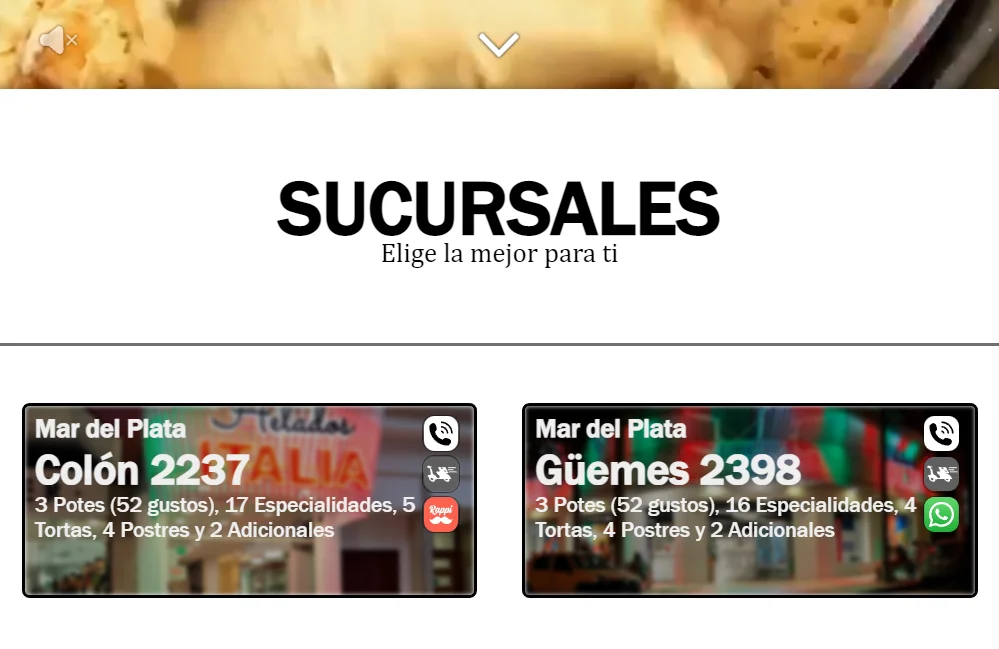 SUCURSALES
Elige la mejor para ti
Mar del Plata
Colón 2237
3 Potes (52 gustos), 17 Especialidades, 5
Tortas, 4 Postres y 2 Adicionales
Helados
ITALIA
Rappi
Mar del Plata
Güemes 2398
3 Potes (52 gustos), 16 Especialidades, 4
Tortas, 4 Postres y 2 Adicionales